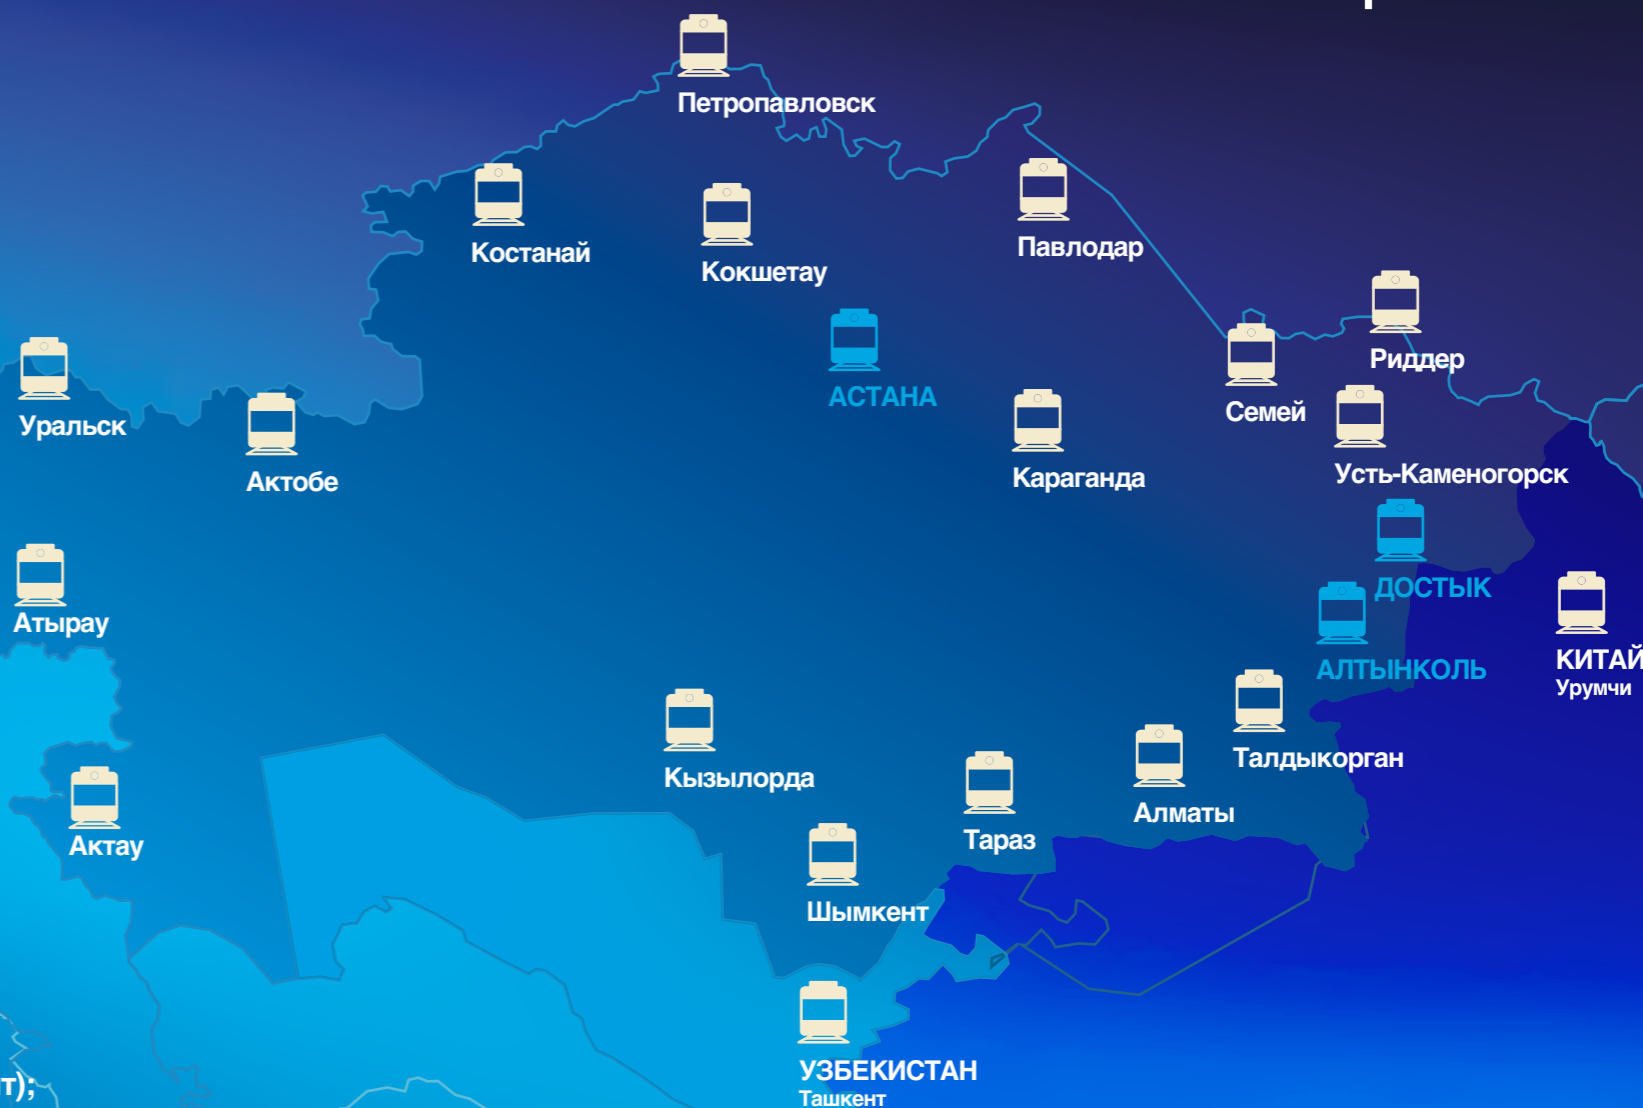 Петропавловск
Костанай
Кокшетау
Павлодар
Риддер
АСТАНА
Семей
Уральск
Усть-Каменогорск
Караганда
Актобе
ДОСТЫК
Атырау
КИТАЙ
Урумчи
АЛТЫНКОЛЬ
Талдыкорган
Кызылорда
Алматы
Тараз
Актау
Шымкент
УЗБЕКИСТАН
Ташкент
т);